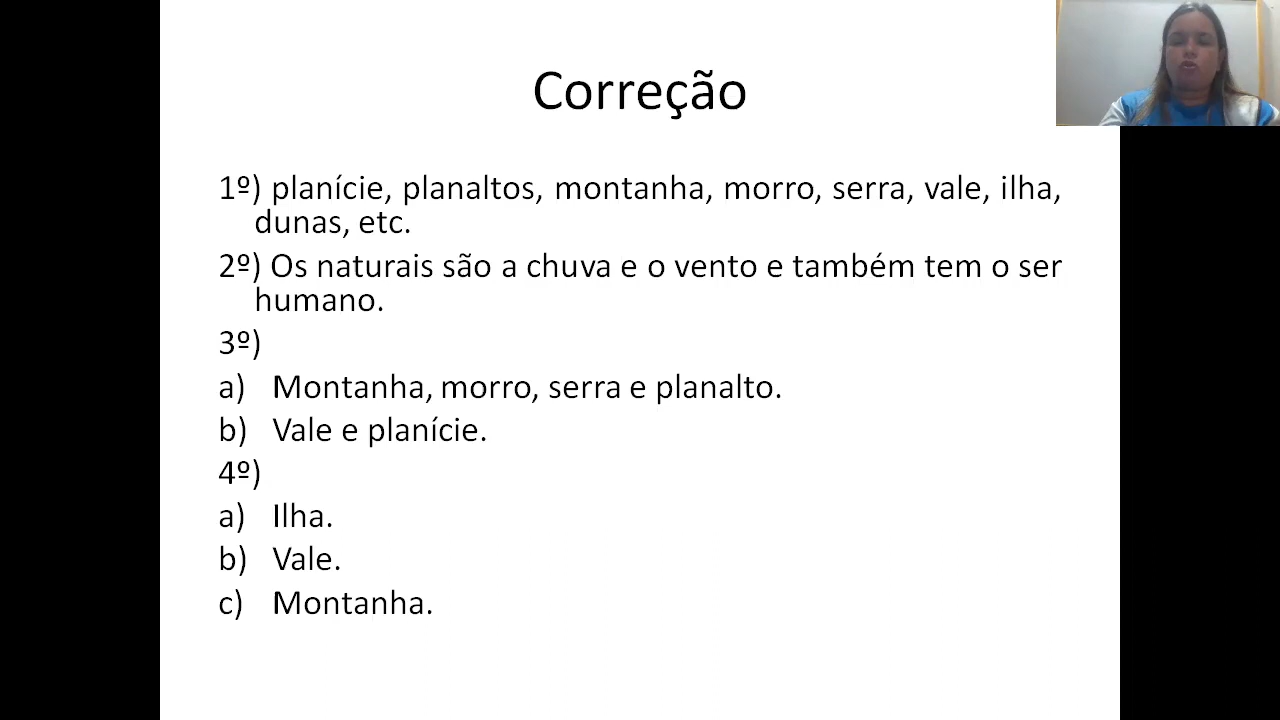 Correção
1º) planície, planaltos, montanha, morro, serra, vale, ilha,
dunas, etc.
2º) Os naturais são a chuva e o vento e também tem o ser
humano.
3º)
a) Montanha, morro, serra e planalto.
b) Vale e planície.
4º)
a) Ilha.
b) Vale.
c) Montanha.